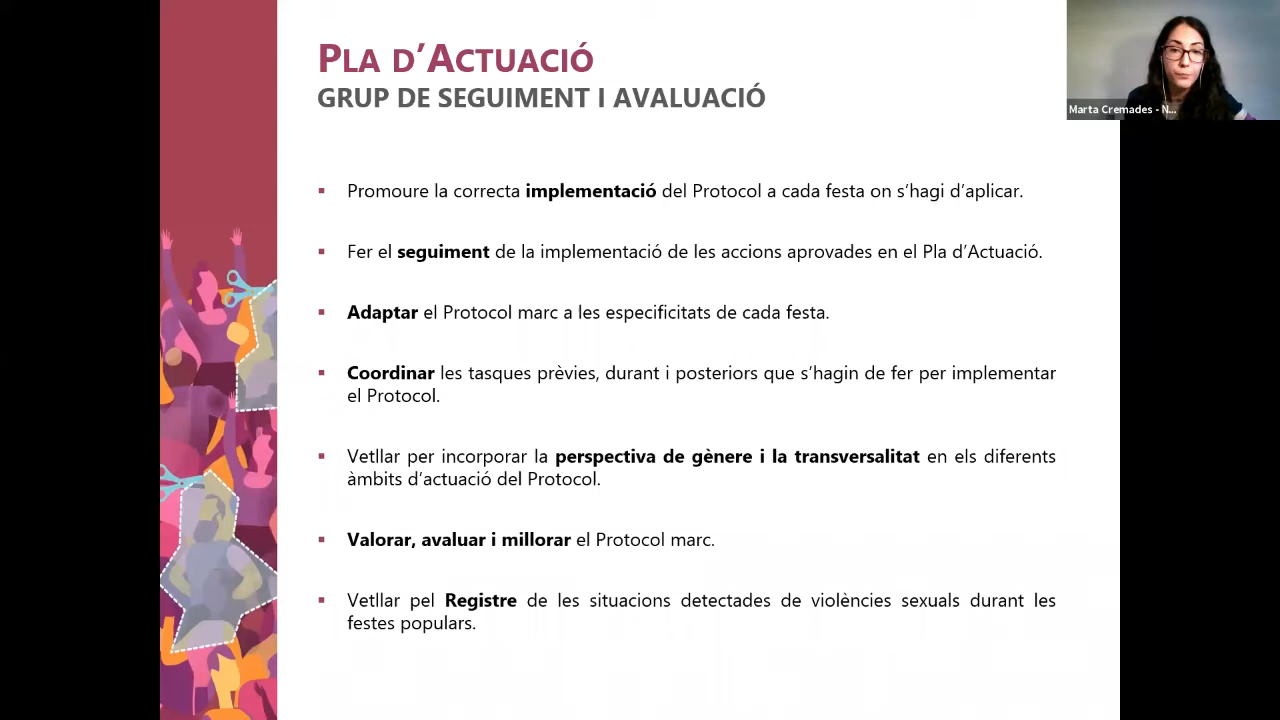 PLA D'ACTUACIÓ
GRUP DE SEGUIMENT I AVALUACIÓ
Marta Cremades - N...
▪ Promoure la correcta implementació del Protocol a cada festa on s'hagi d'aplicar.
▪ Fer el seguiment de la implementació de les accions aprovades en el Pla d'Actuació.
▪ Adaptar el Protocol marc a les especificitats de cada festa.
▪ Coordinar les tasques prèvies, durant i posteriors que s'hagin de fer per implementar
el Protocol.
▪ Vetllar per incorporar la perspectiva de gènere i la transversalitat en els diferents
àmbits d'actuació del Protocol.
▪ Valorar, avaluar i millorar el Protocol marc.
▪ Vetllar pel Registre de les situacions detectades de violències sexuals durant les
festes populars.